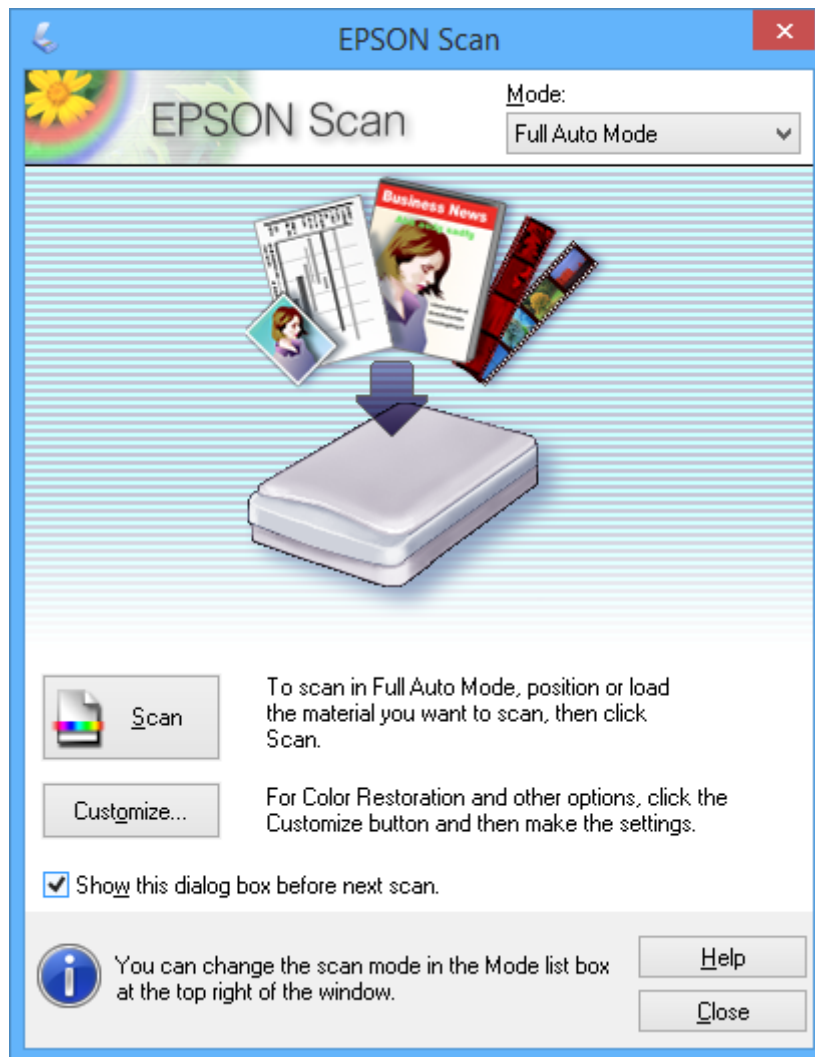 EPSON Scan
EPSON Scan
Mode:
Full Auto Mode
Business News
Scan
To scan in Full Auto Mode, position or load
the material you want to scan, then click
Scan.
Customize...
For Color Restoration and other options, click the
Customize button and then make the settings.
Show this dialog box before next scan.
You can change the scan mode in the Mode list box
at the top right of the window.
Help
Close